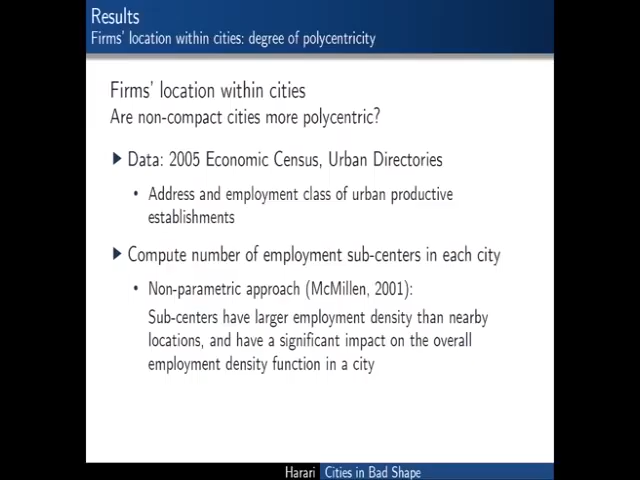 Results
Firms' location within cities: degree of polycentricity
Firms' location within cities
Are non-compact cities more polycentric?
Data: 2005 Economic Census, Urban Directories
• Address and employment class of urban productive
establishments
Compute number of employment sub-centers in each city
• Non-parametric approach (McMillen, 2001):
Sub-centers have larger employment density than nearby
locations, and have a significant impact on the overall
employment density function in a city
Harari Cities in Bad Shape